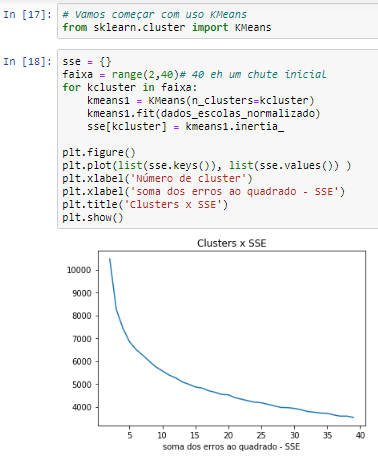 In [17]: # Vamos começar com uso KMeans
from sklearn.cluster import KMeans
In [18]: sse = {}
faixa = range(2,40)# 40 eh um chute inicial
for kcluster in faixa:
    kmeans1 = KMeans(n_clusters=kcluster)
    kmeans1.fit(dados_escolas_normalizado)
    sse[kcluster] = kmeans1.inertia_
plt.figure()
plt.plot(list(sse.keys()), list(sse.values()) )
plt.xlabel('Número de cluster')
plt.xlabel('soma dos erros ao quadrado - SSE')
plt.title('Clusters x SSE')
plt.show()
Clusters x SSE
10000
9000
8000
7000
6000
5000
4000
5 10 15 20 25 30 35 40
soma dos erros ao quadrado - SSE